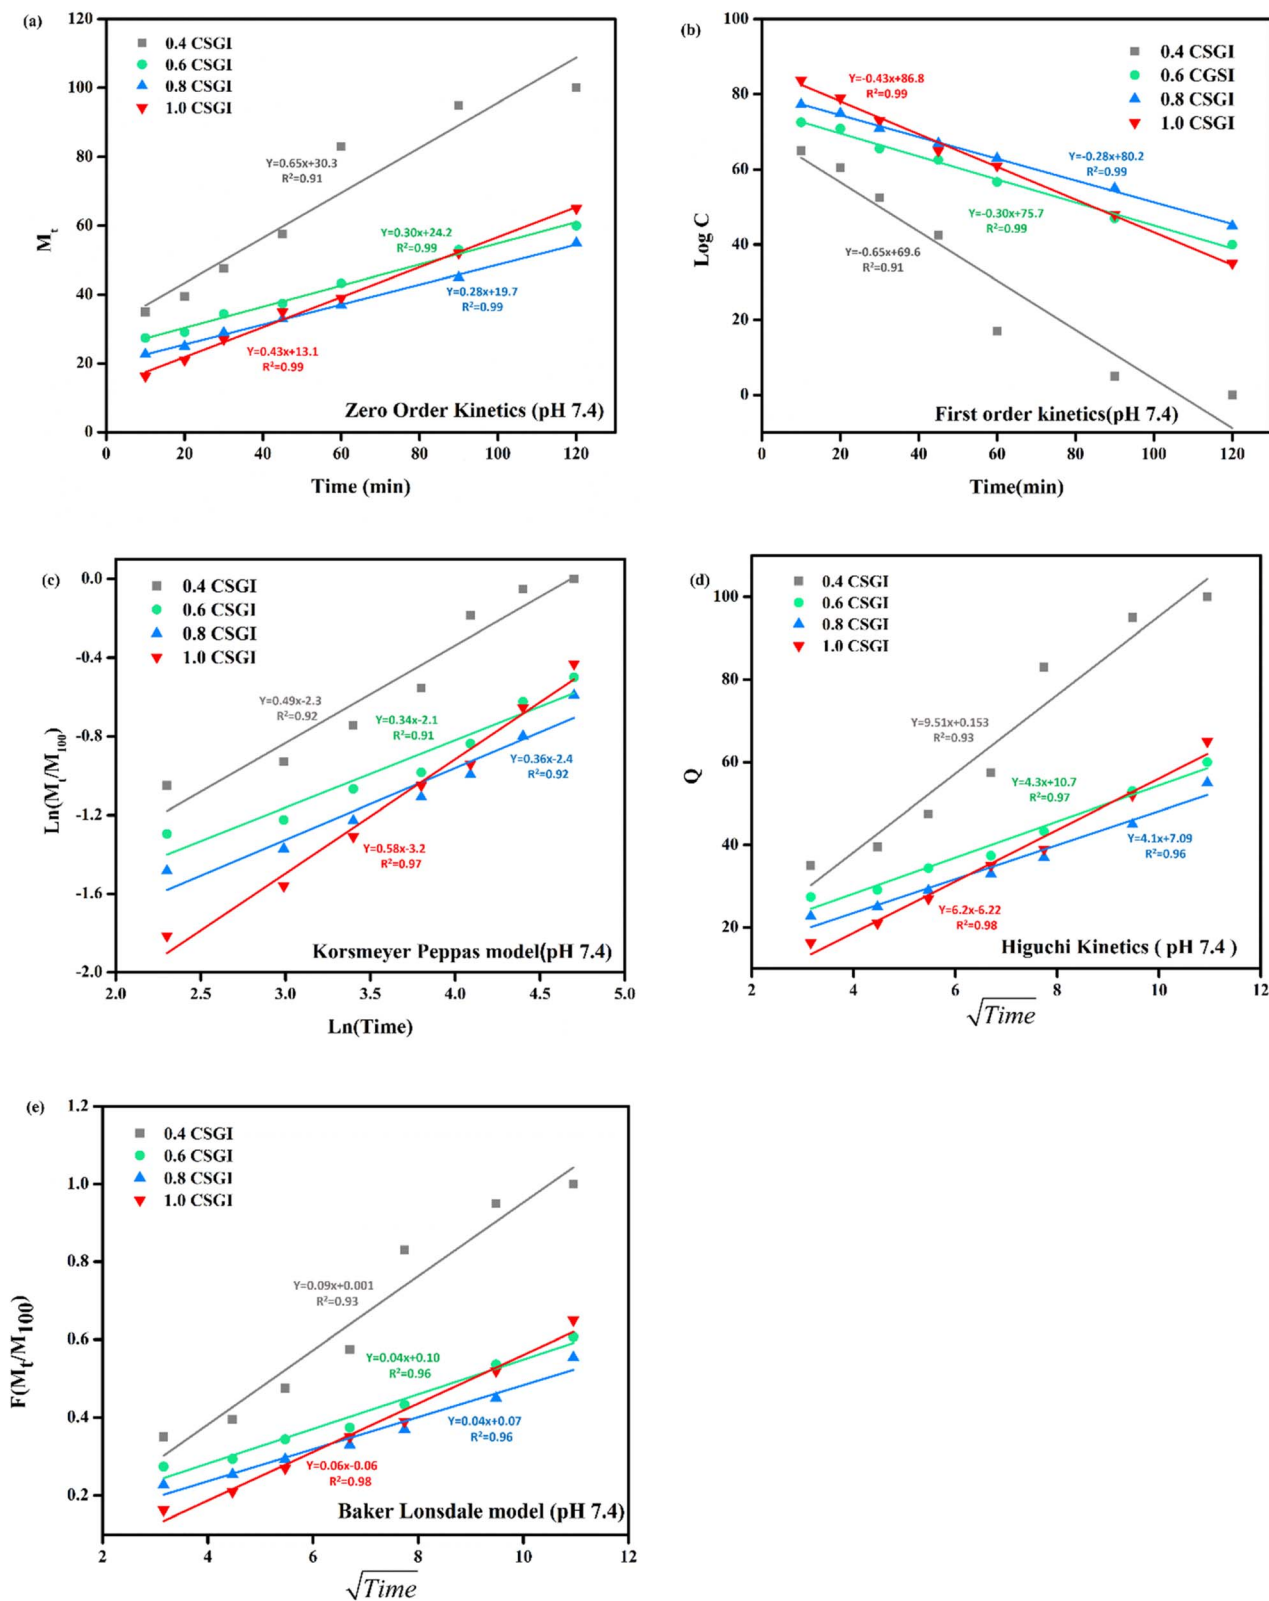 (a)
120
100
80
60
40
20
0
M_t
0.4 CSGI
0.6 CSGI
0.8 CSGI
1.0 CSGI
Y=0.65x+30.3
R²=0.91
Y=0.30x+24.2
R²=0.99
Y=0.28x+19.7
R²=0.99
Y=0.43x+13.1
R²=0.99
Zero Order Kinetics (pH 7.4)
0 20 40 60 80 100 120
Time (min)
(b)
100
80
60
40
20
0
Log C
0.4 CSGI
0.6 CGSI
0.8 CSGI
1.0 CSGI
Y=-0.43x+86.8
R²=0.99
Y=-0.28x+80.2
R²=0.99
Y=-0.30x+75.7
R²=0.99
Y=-0.65x+69.6
R²=0.91
First order kinetics(pH 7.4)
0 20 40 60 80 100 120
Time(min)
(c)
0.0
-0.4
-0.8
-1.2
-1.6
-2.0
Ln(M_t/M_100)
0.4 CSGI
0.6 CSGI
0.8 CSGI
1.0 CSGI
Y=0.49x-2.3
R²=0.92
Y=0.34x-2.1
R²=0.91
Y=0.36x-2.4
R²=0.92
Y=0.58x-3.2
R²=0.97
Korsmeyer Peppas model(pH 7.4)
2.0 2.5 3.0 3.5 4.0 4.5 5.0
Ln(Time)
(d)
100
80
60
40
20
Q
0.4 CSGI
0.6 CSGI
0.8 CSGI
1.0 CSGI
Y=9.51x+0.153
R²=0.93
Y=4.3x+10.7
R²=0.97
Y=4.1x+7.09
R²=0.96
Y=6.2x-6.22
R²=0.98
Higuchi Kinetics ( pH 7.4 )
2 4 6 8 10 12
√Time
(e)
1.2
1.0
0.8
0.6
0.4
0.2
F(M_t/M_100)
0.4 CSGI
0.6 CSGI
0.8 CSGI
1.0 CSGI
Y=0.09x+0.001
R²=0.93
Y=0.04x+0.10
R²=0.96
Y=0.04x+0.07
R²=0.96
Y=0.06x-0.06
R²=0.98
Baker Lonsdale model (pH 7.4)
2 4 6 8 10 12
√Time